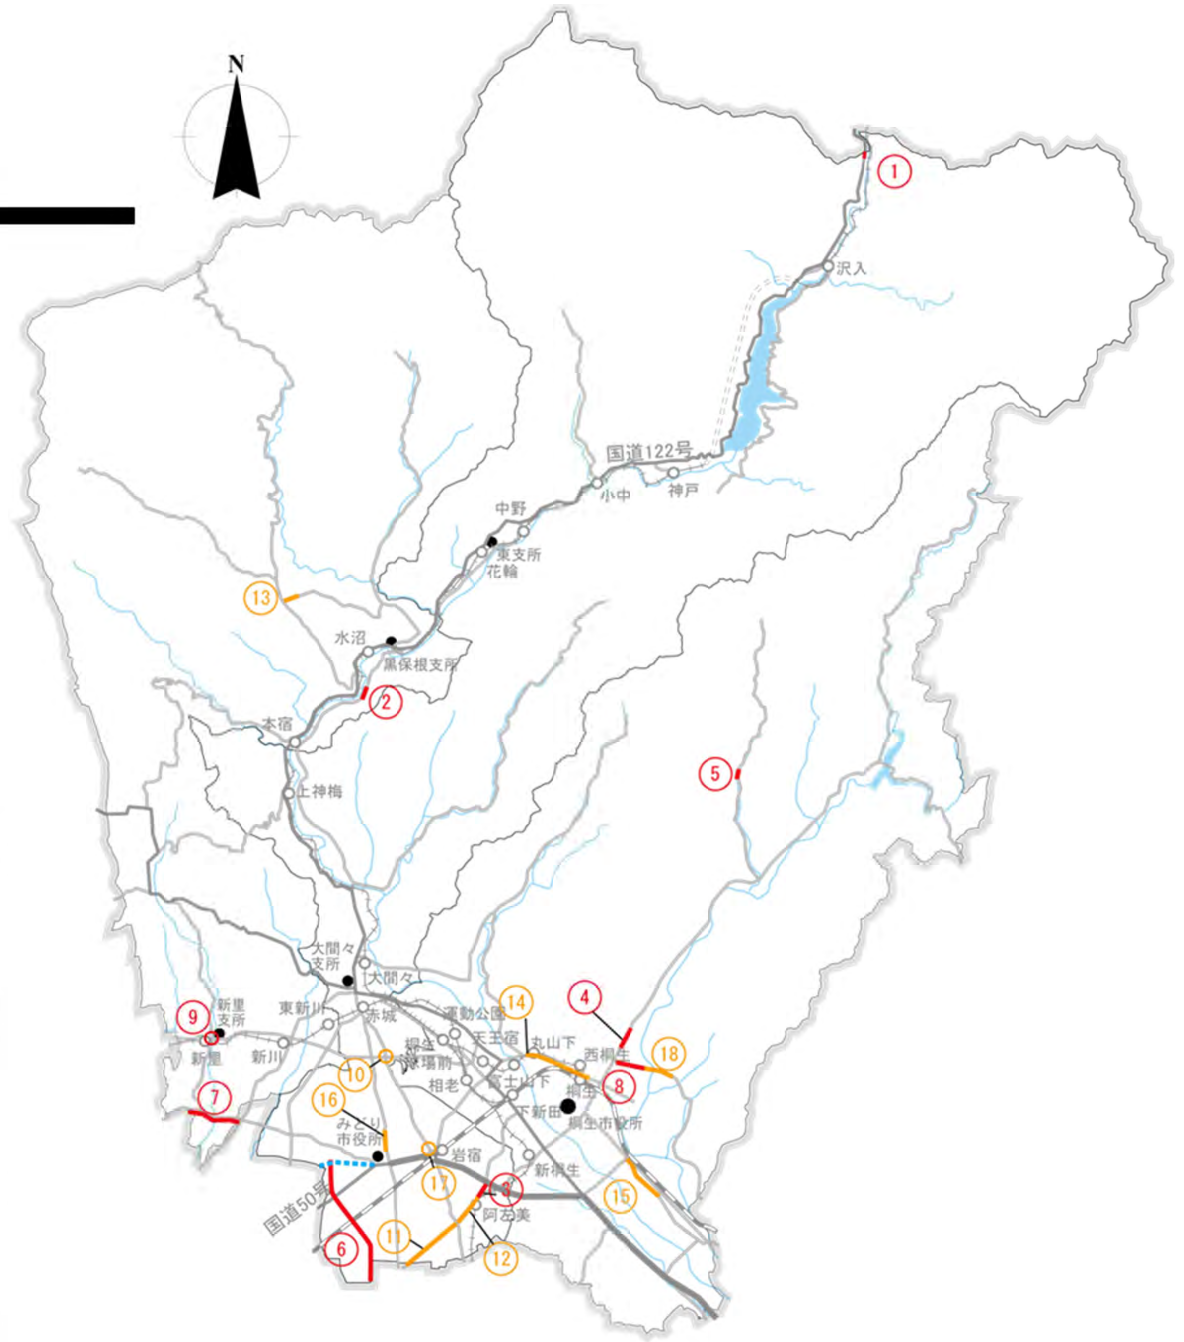 N
①
沢入
国道122号
小中
神戸
中野
東支所
花輪
⑬
水沼
黒保根支所
②
本宿
上神梅
⑤
大間々
支所
大間々
④
⑭
⑨
新里
支所
新里
新川
東新川
赤城
運動公園
桐生
球場前
天王宿
丸山下
西桐生
⑱
⑩
相老
富士山下
桐生
⑧
⑦
⑯
下新田
桐生市役所
みどり
市役所
岩宿
新桐生
⑰
③
⑮
国道50号
阿左美
⑥
⑪
⑫